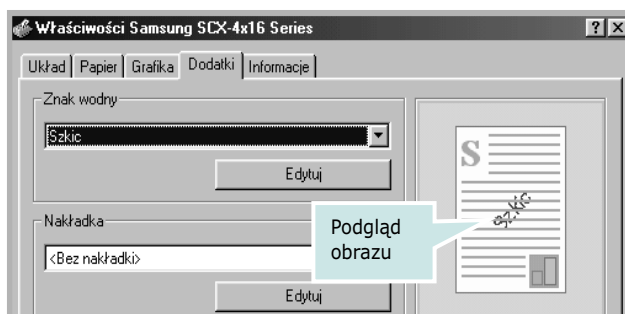 Właściwości Samsung SCX-4x16 Series
Układ Papier Grafika Dodatki Informacje
Znak wodny
Szkic
Edytuj
S
szkic
Nakładka
<Bez nakładki>
Edytuj
Podgląd
obrazu